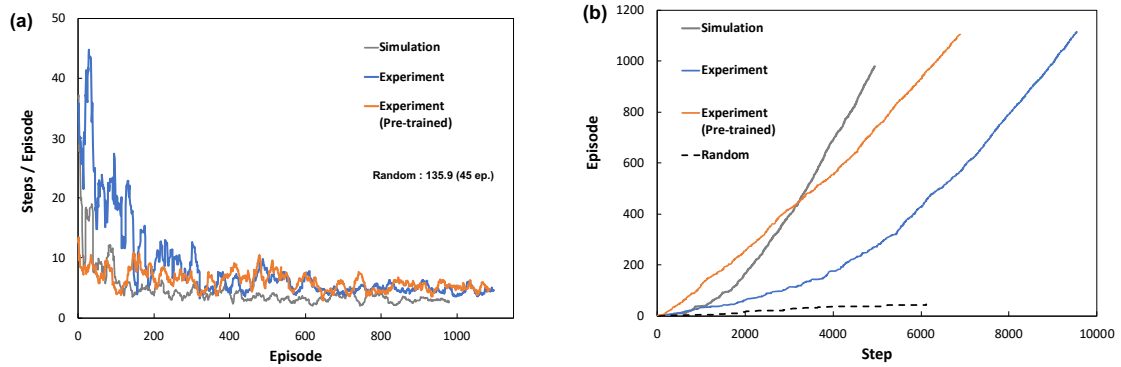 (a)
50
40
30
20
10
0
0 200 400 600 800 1000
Steps / Episode
Episode
Simulation
Experiment
Experiment
(Pre-trained)
Random : 135.9 (45 ep.)
(b)
1200
1000
800
600
400
200
0
0 2000 4000 6000 8000 10000
Episode
Step
Simulation
Experiment
Experiment
(Pre-trained)
Random